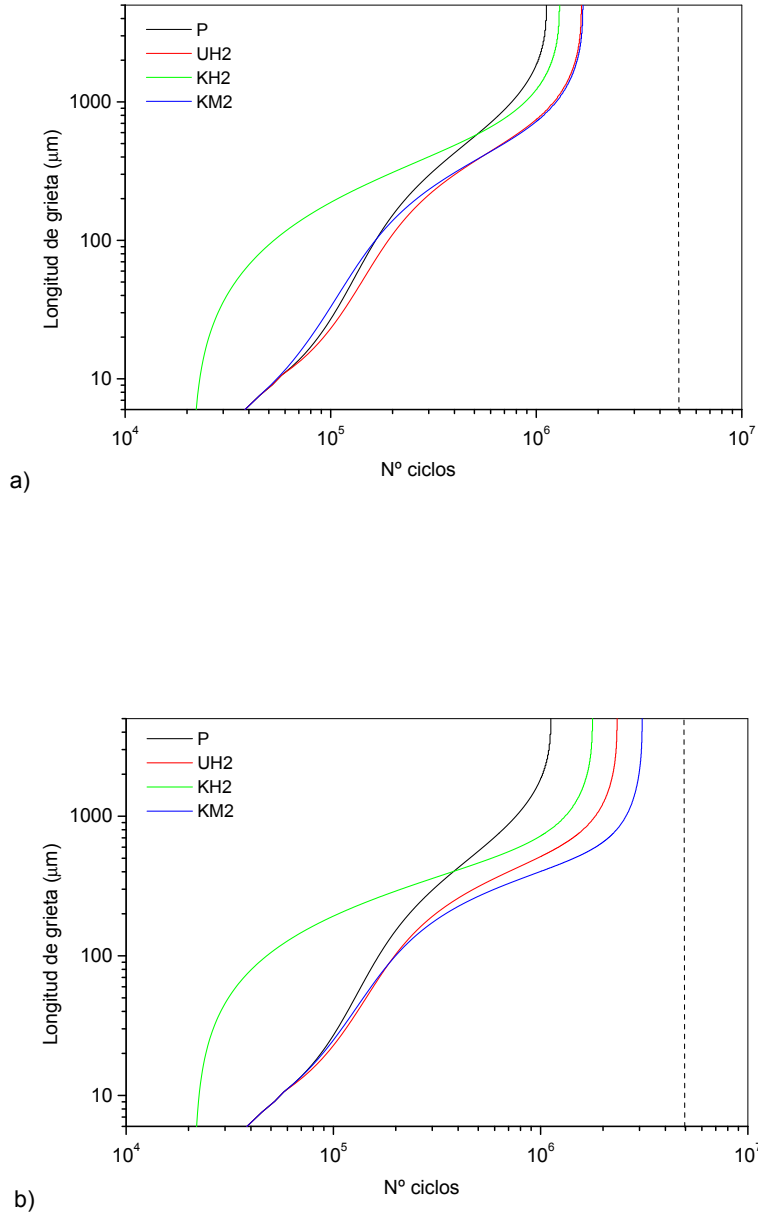 P
UH2
KH2
KM2
1000
100
10
Longitud de grieta (μm)
10⁴
10⁵
10⁶
10⁷
Nº ciclos
a)
P
UH2
KH2
KM2
1000
100
10
Longitud de grieta (μm)
10⁴
10⁵
10⁶
10⁷
Nº ciclos
b)